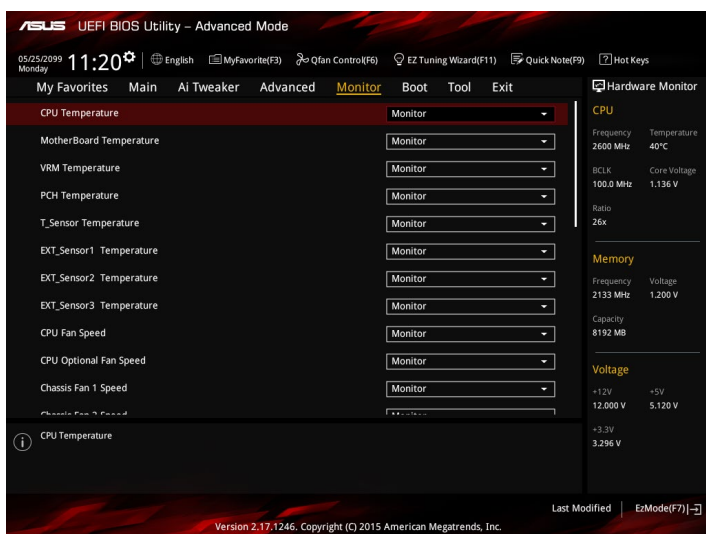 ASUS UEFI BIOS Utility – Advanced Mode
05/25/2099 Monday 11:20 English MyFavorite(F3) Qfan Control(F6) EZ Tuning Wizard(F11) Quick Note(F9) ? Hot Keys
My Favorites Main Ai Tweaker Advanced Monitor Boot Tool Exit
CPU Temperature Monitor
MotherBoard Temperature Monitor
VRM Temperature Monitor
PCH Temperature Monitor
T_Sensor Temperature Monitor
EXT_Sensor1 Temperature Monitor
EXT_Sensor2 Temperature Monitor
EXT_Sensor3 Temperature Monitor
CPU Fan Speed Monitor
CPU Optional Fan Speed Monitor
Chassis Fan 1 Speed Monitor
CPU Temperature
Hardware Monitor
CPU
Frequency Temperature
2600 MHz 40°C
BCLK Core Voltage
100.0 MHz 1.136 V
Ratio
26x
Memory
Frequency Voltage
2133 MHz 1.200 V
Capacity
8192 MB
Voltage
+12V +5V
12.000 V 5.120 V
+3.3V
3.296 V
Last Modified EzMode(F7)
Version 2.17.1246. Copyright (C) 2015 American Megatrends, Inc.